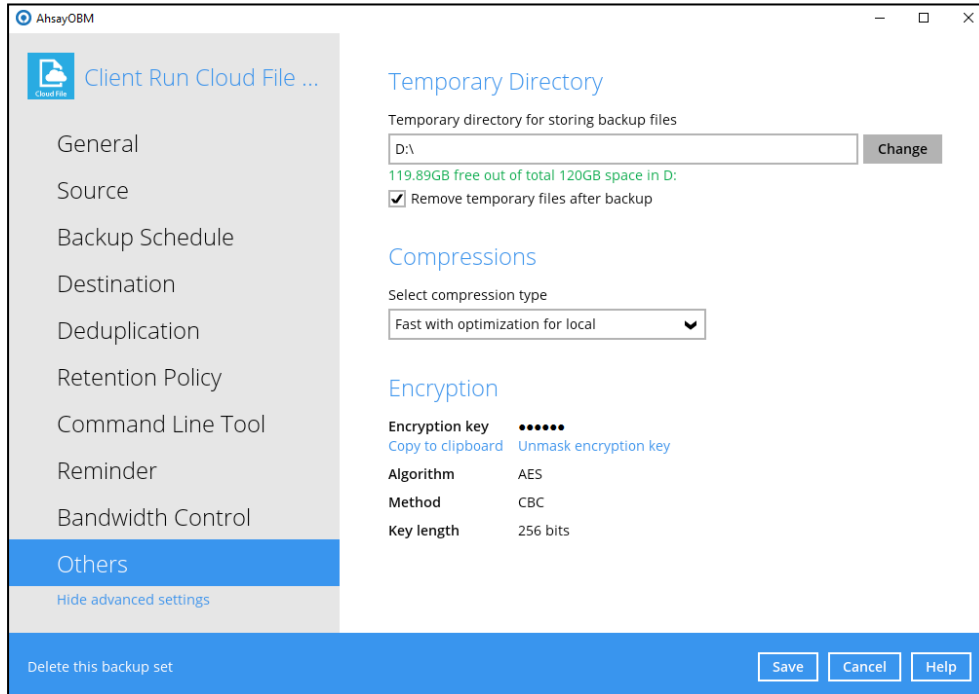 AhsayOBM
Cloud File
Client Run Cloud File ...
General
Source
Backup Schedule
Destination
Deduplication
Retention Policy
Command Line Tool
Reminder
Bandwidth Control
Others
Hide advanced settings
Temporary Directory
Temporary directory for storing backup files
D:\
Change
119.89GB free out of total 120GB space in D:
Remove temporary files after backup
Compressions
Select compression type
Fast with optimization for local
Encryption
Encryption key ●●●●●●
Copy to clipboard Unmask encryption key
Algorithm AES
Method CBC
Key length 256 bits
Delete this backup set
Save Cancel Help